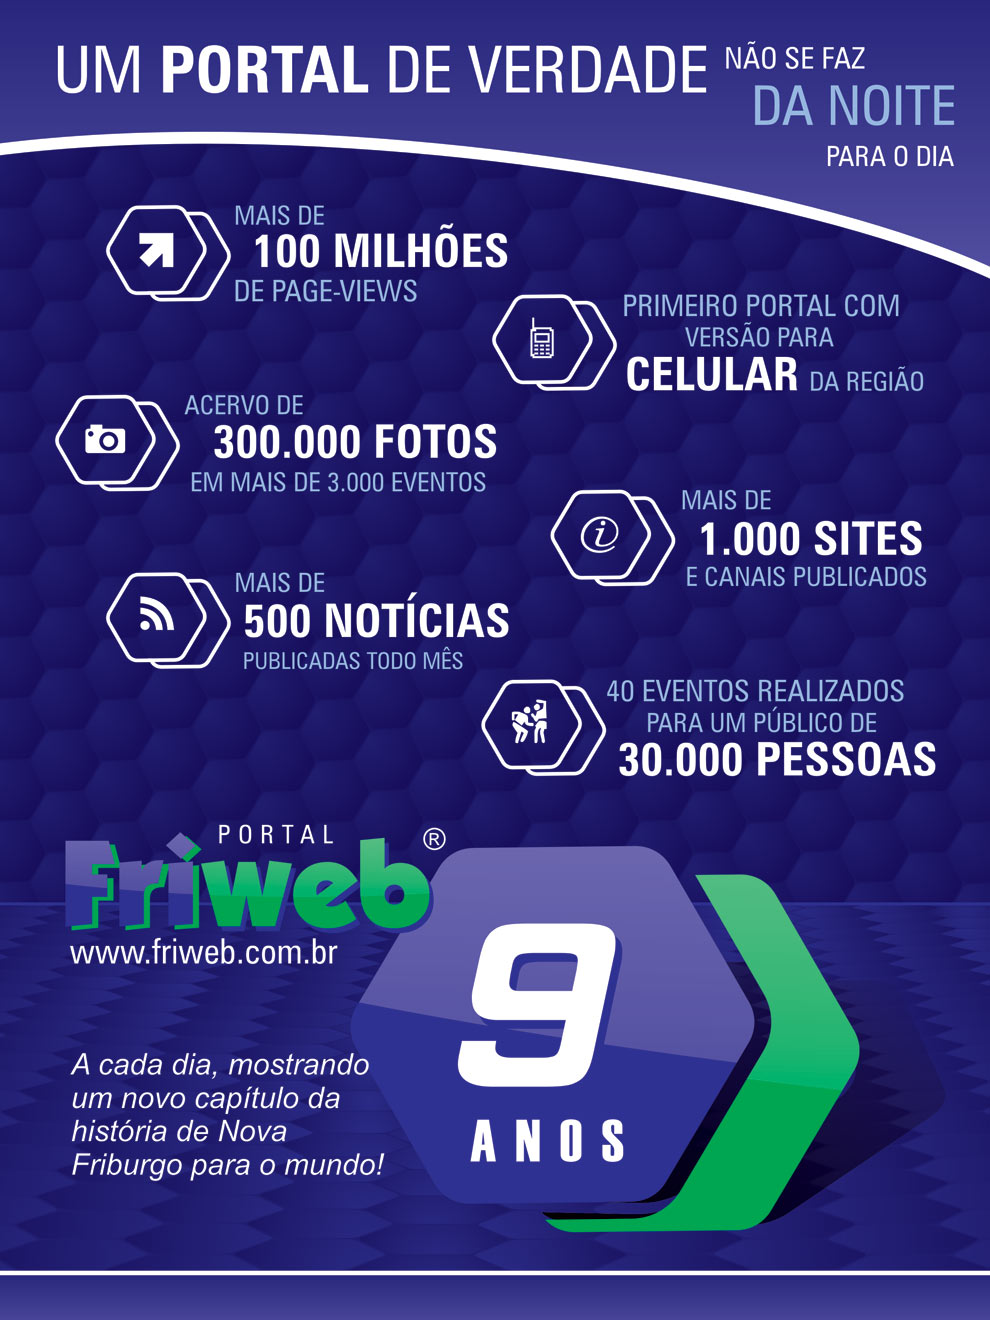 UM PORTAL DE VERDADE NÃO SE FAZ
DA NOITE
PARA O DIA
MAIS DE
100 MILHÕES
DE PAGE-VIEWS
PRIMEIRO PORTAL COM
VERSÃO PARA
CELULAR DA REGIÃO
ACERVO DE
300.000 FOTOS
EM MAIS DE 3.000 EVENTOS
MAIS DE
1.000 SITES
E CANAIS PUBLICADOS
MAIS DE
500 NOTÍCIAS
PUBLICADAS TODO MÊS
40 EVENTOS REALIZADOS
PARA UM PÚBLICO DE
30.000 PESSOAS
PORTAL
Friweb®
www.friweb.com.br
9
ANOS
A cada dia, mostrando
um novo capítulo da
história de Nova
Friburgo para o mundo!